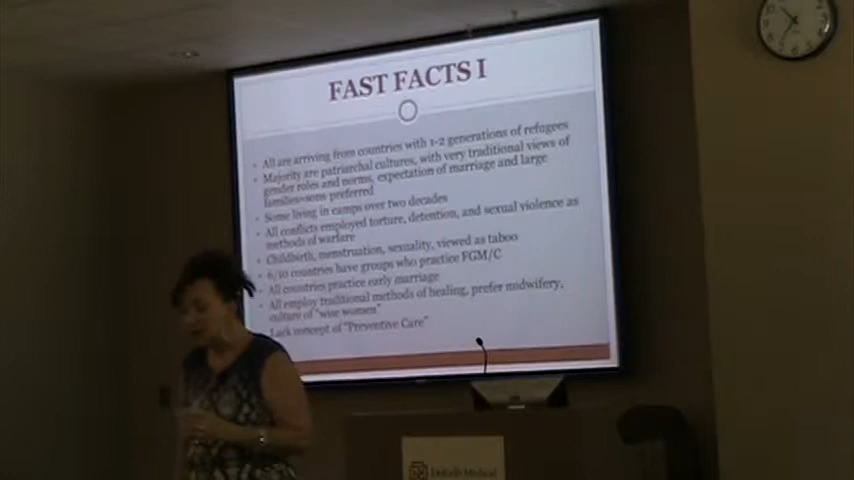 FAST FACTS I
• All are arriving from countries with 1-2 generations of refugees
• Majority are patriarchal cultures, with very traditional views of
gender roles and norms, expectation of marriage and large
families=sons preferred
• Some living in camps over two decades
• All conflicts employed torture, detention, and sexual violence as
methods of warfare
• Childbirth, menstruation, sexuality, viewed as taboo
• 6/10 countries have groups who practice FGM/C
• All countries practice early marriage
• All employ traditional methods of healing, prefer midwifery,
culture of "wise women"
Lack concept of "Preventive Care"
DeKalb Medical